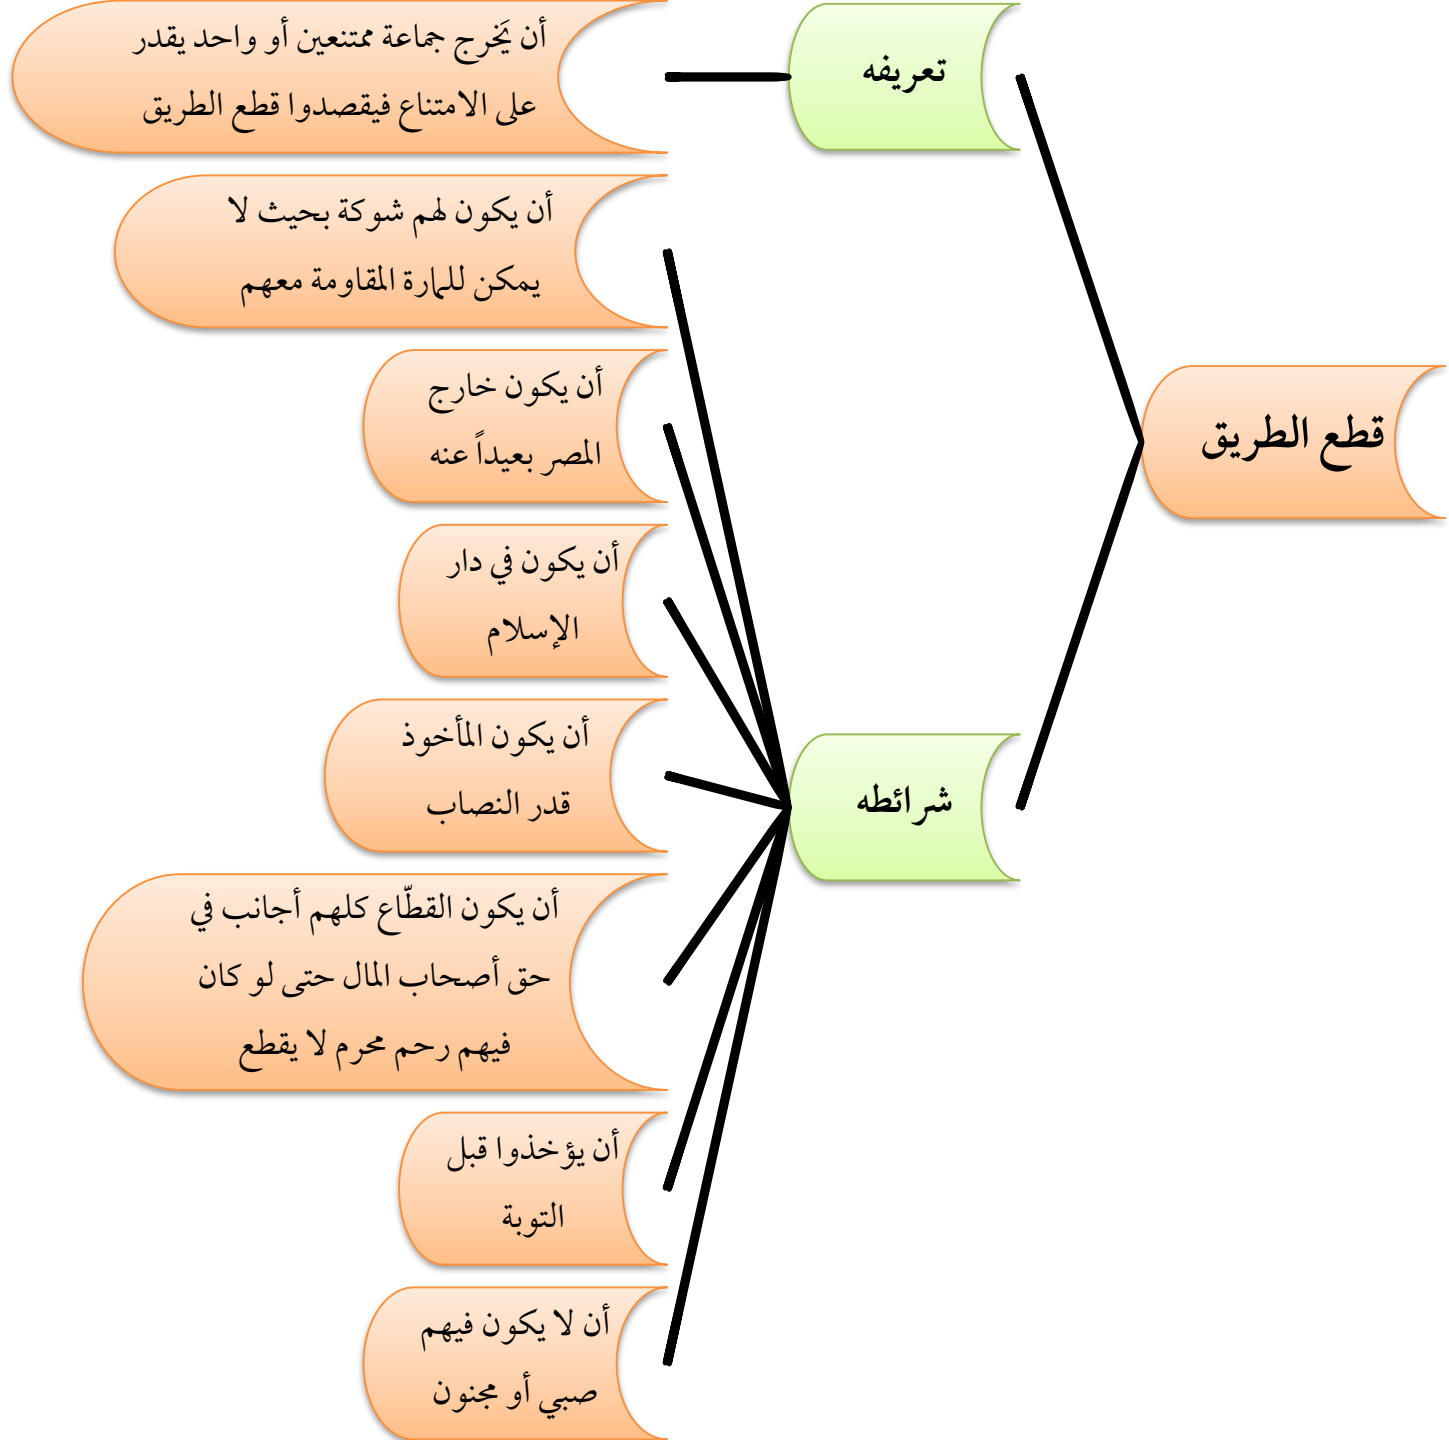 قطع الطريق
تعريفه
أن يَخرج جماعة ممتنعين أو واحد يقدر
على الامتناع فيقصدوا قطع الطريق
شرائطه
أن يكون لهم شوكة بحيث لا
يمكن للمارة المقاومة معهم
أن يكون خارج
المصر بعيداً عنه
أن يكون في دار
الإسلام
أن يكون المأخوذ
قدر النصاب
أن يكون القطّاع كلهم أجانب في
حق أصحاب المال حتى لو كان
فيهم رحم محرم لا يقطع
أن يؤخذوا قبل
التوبة
أن لا يكون فيهم
صبي أو مجنون